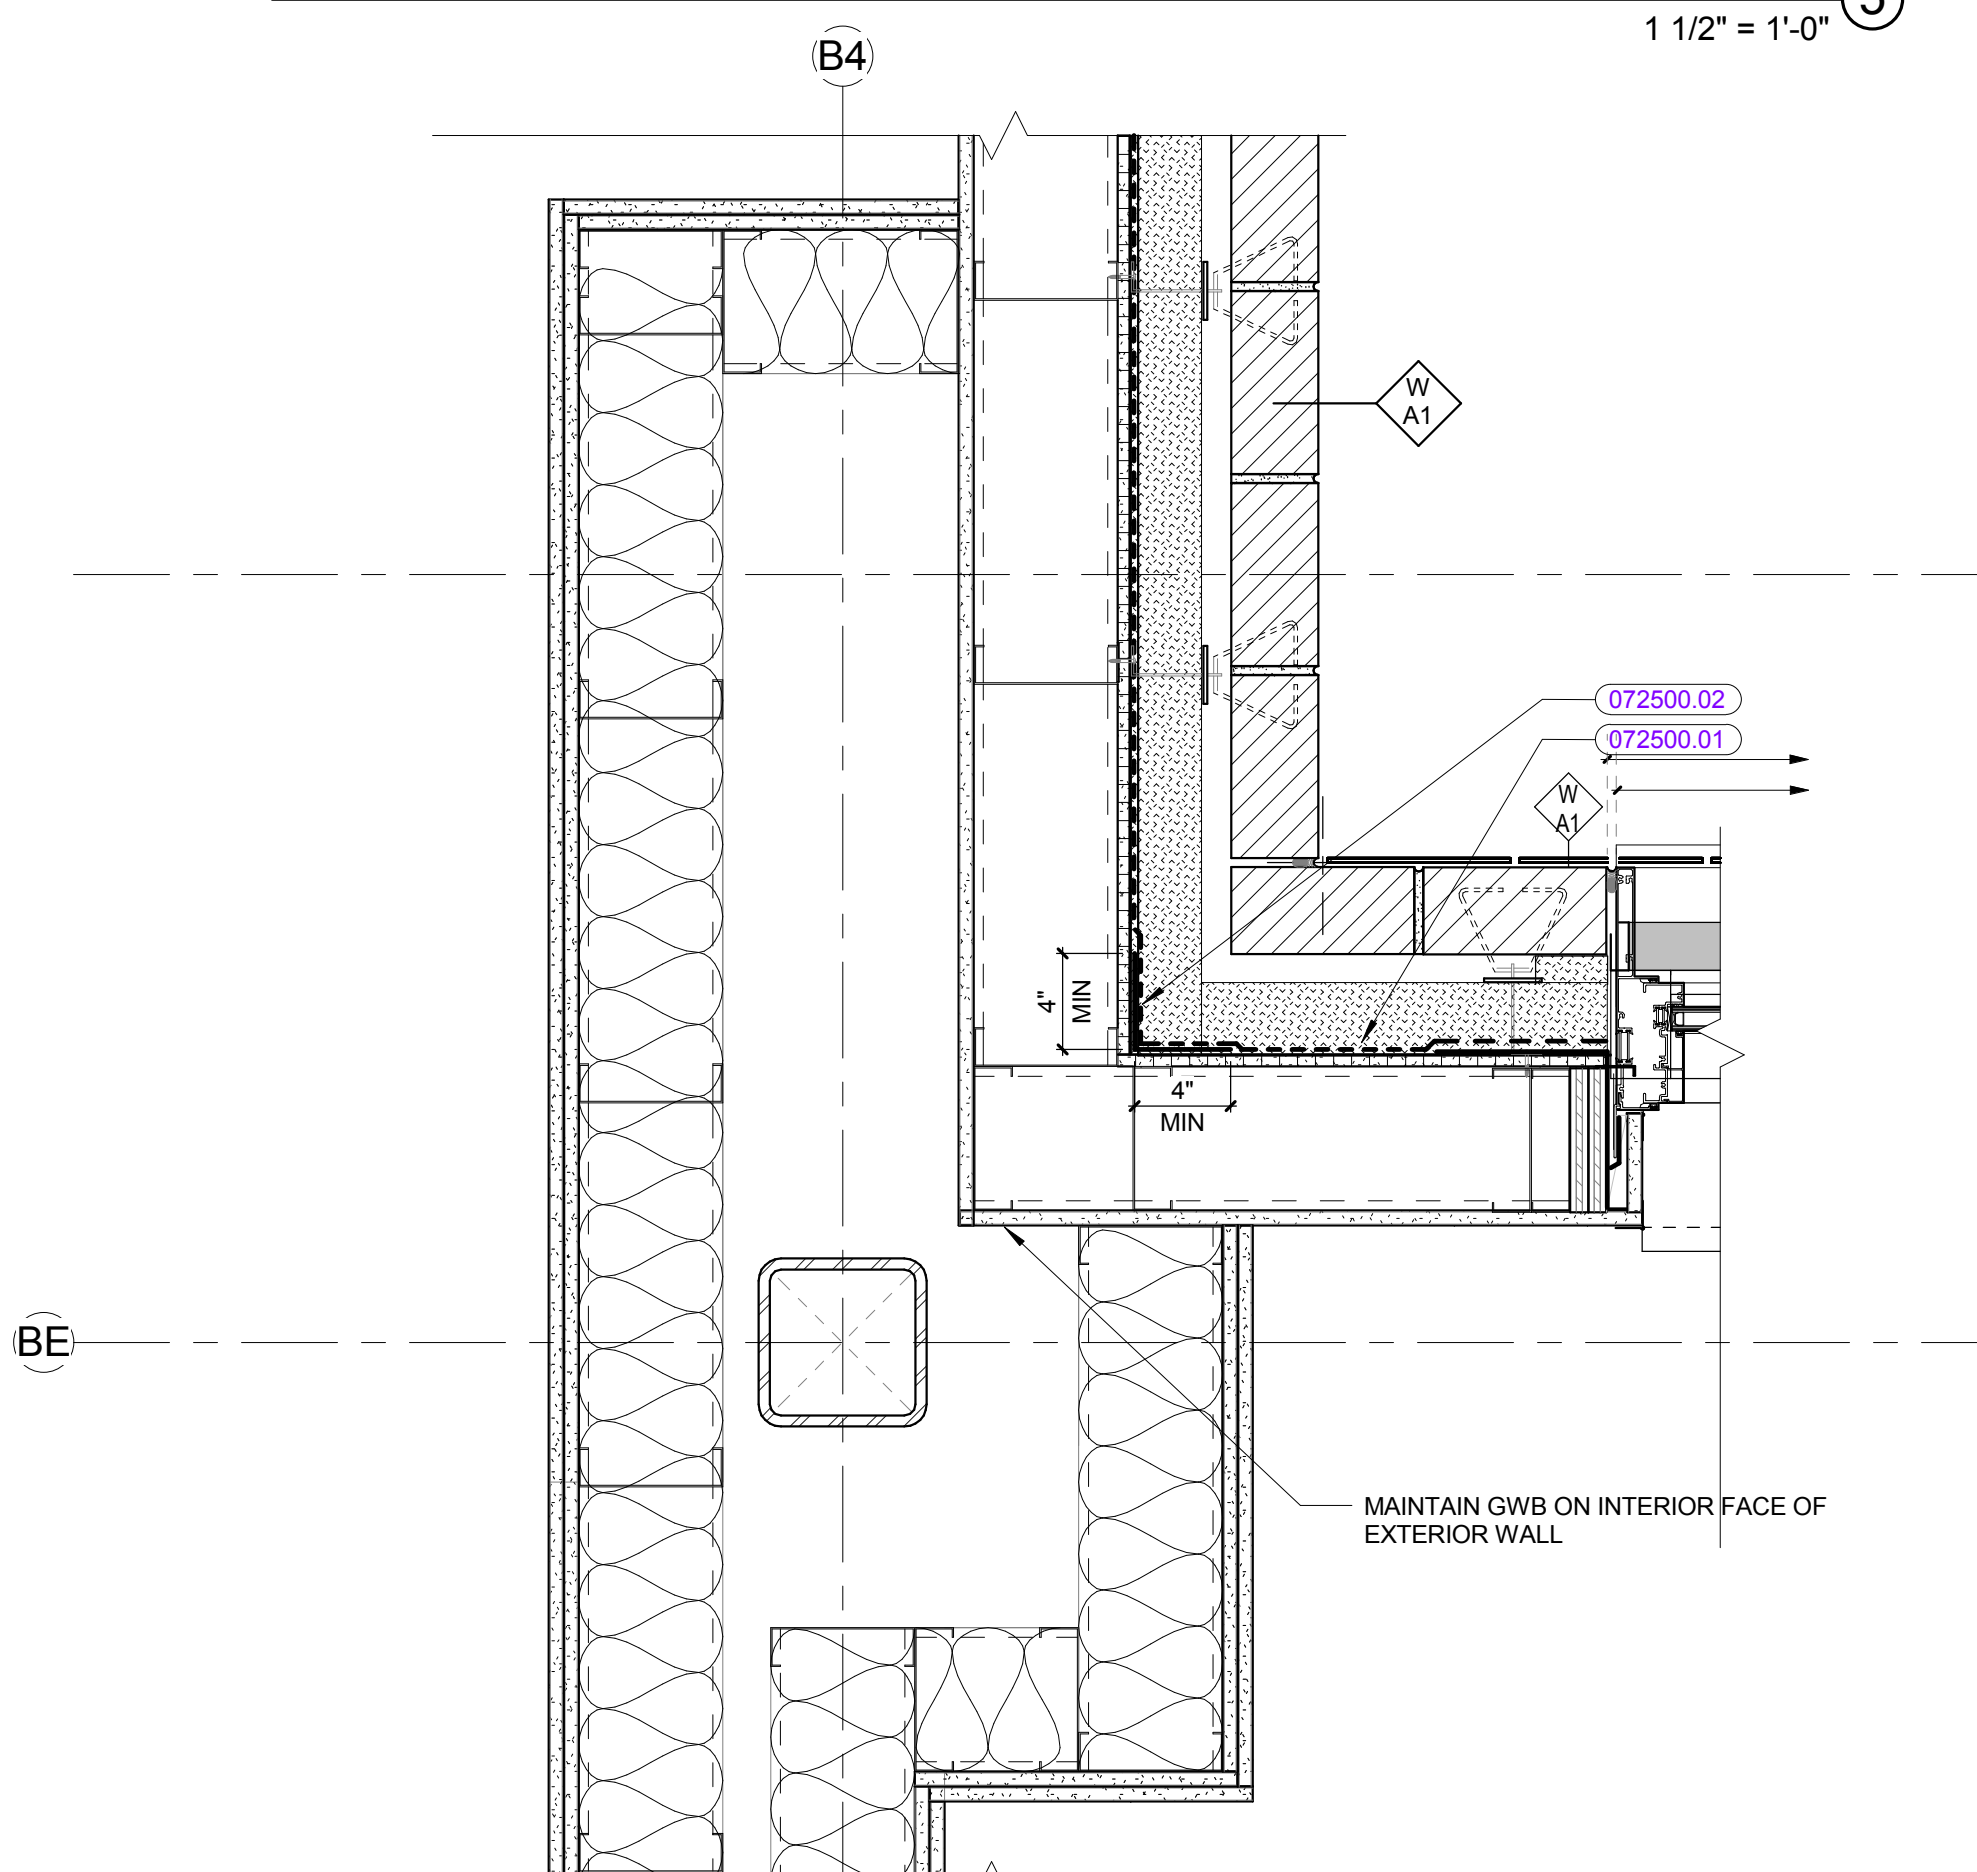 1 1/2" = 1'-0"
B4
W
A1
072500.02
072500.01
W
A1
4"
MIN
4"
MIN
BE
MAINTAIN GWB ON INTERIOR FACE OF
EXTERIOR WALL